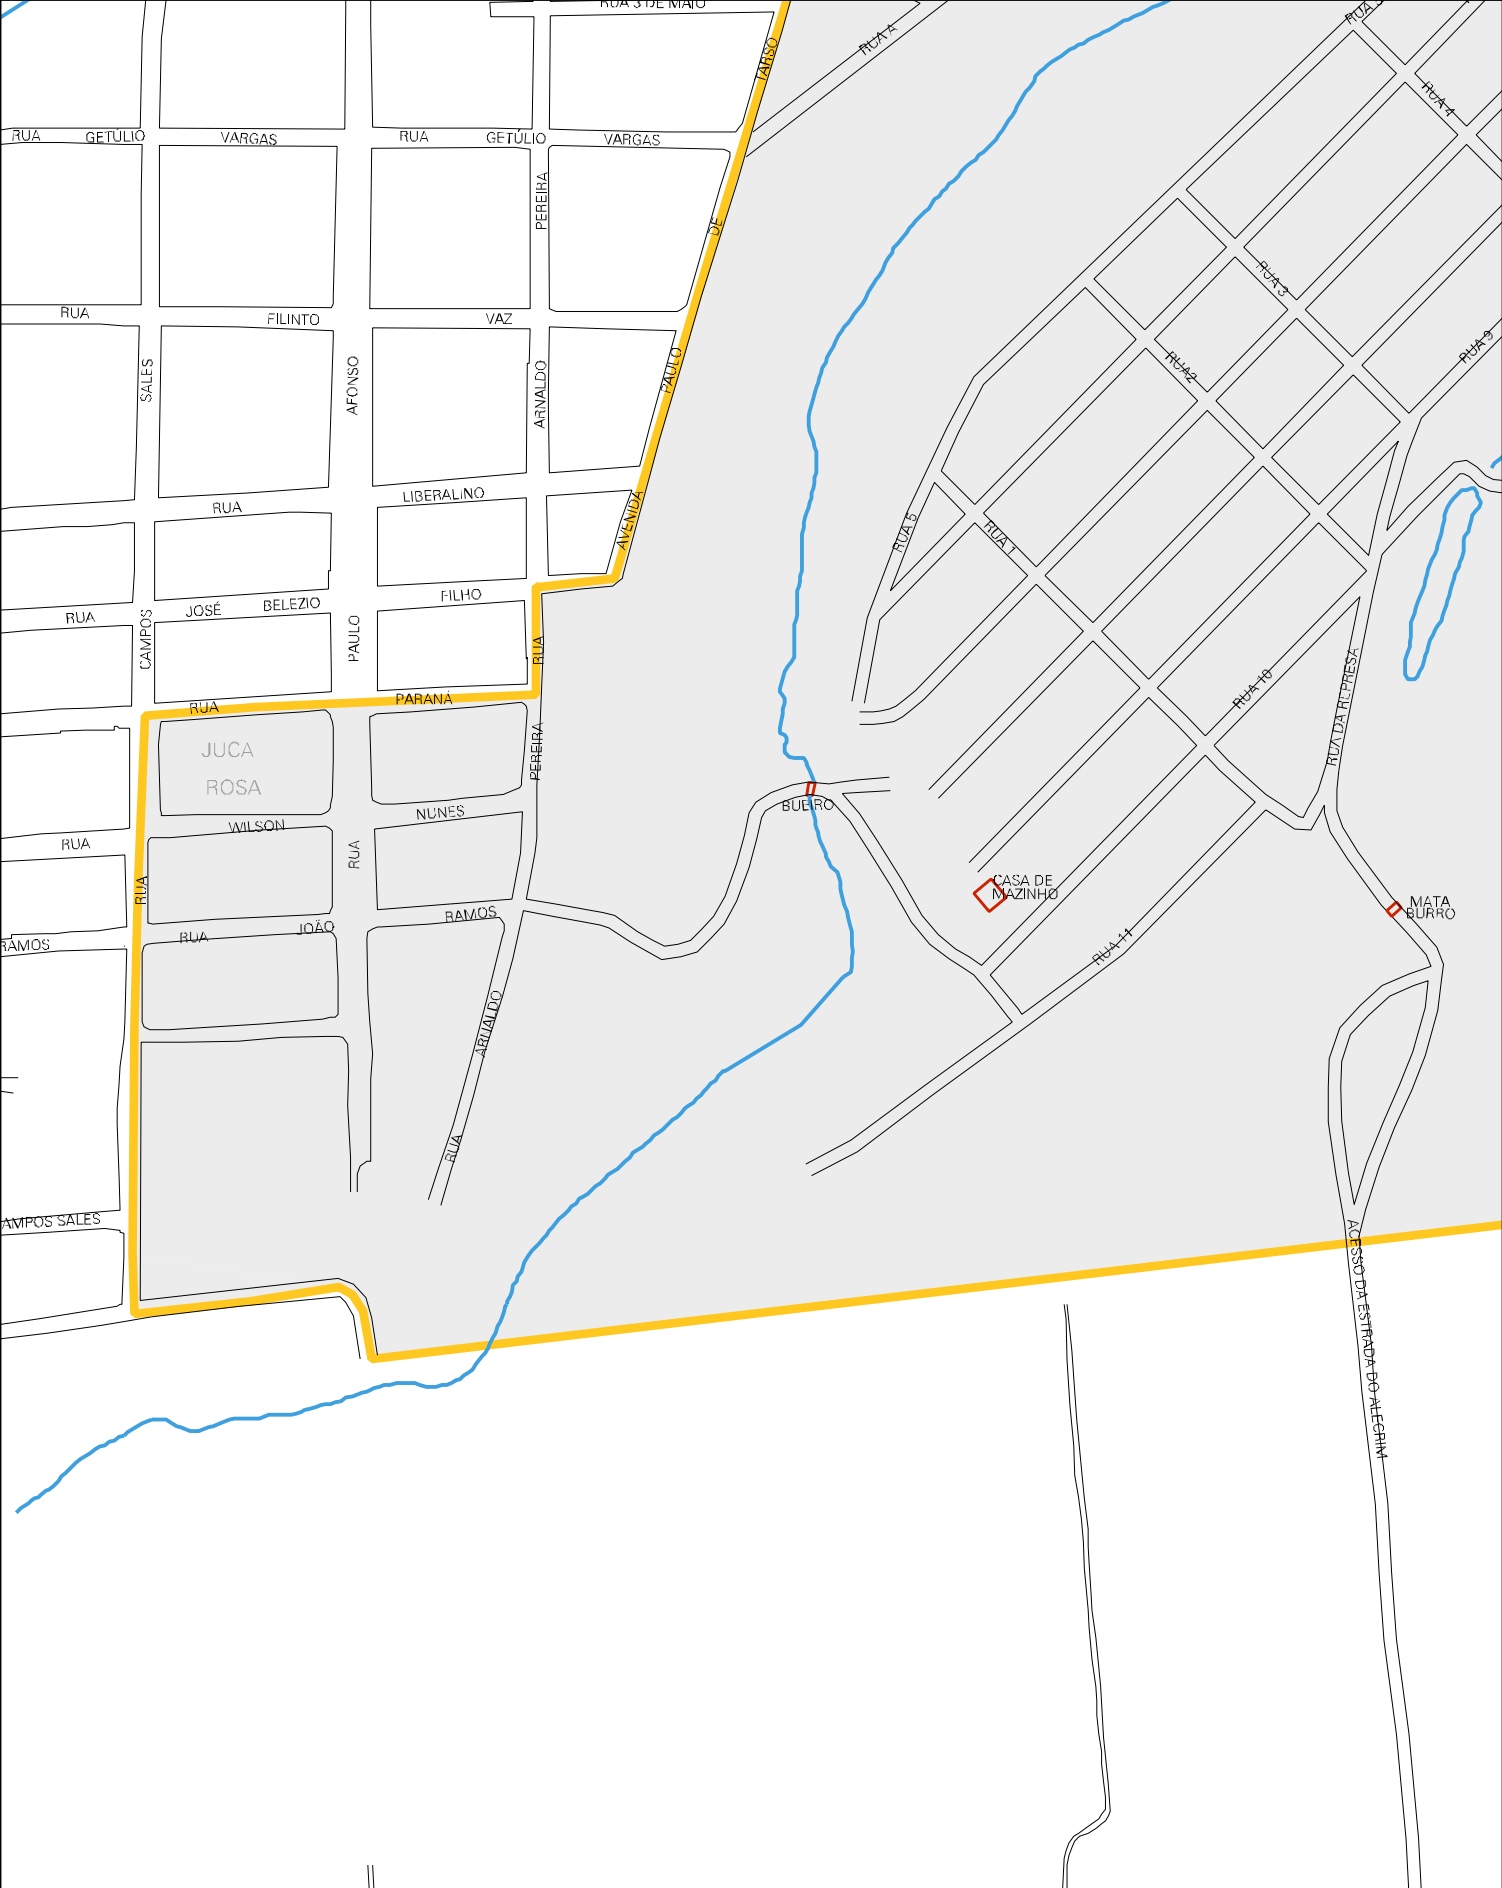 RUA 3 DE MAIO
TARSO
RUA A
RUA 4
RUA GETÚLIO VARGAS RUA GETÚLIO VARGAS
PEREIRA
DE
RUA 3
RUA FILINTO VAZ
SALES
AFONSO
ARNALDO
PAULO
RUA2
RUA 9
RUA LIBERALINO
AVENIDA
RUA 5
RUA 1
RUA JOSÉ BELEZIO FILHO
CAMPOS
PAULO
RUA
RUA 10
RUA DA REPRESA
RUA PARANÁ
JUCA
ROSA
PEREIRA
BUEIRO
WILSON NUNES
RUA
RUA
RUA
CASA DE
MAZINHO
MATA
BURRO
RAMOS
RUA JOÃO RAMOS
RUA 11
ARUALDO
RUA
AMPOS SALES
ACESSO DA ESTRADA DO ALECRIM